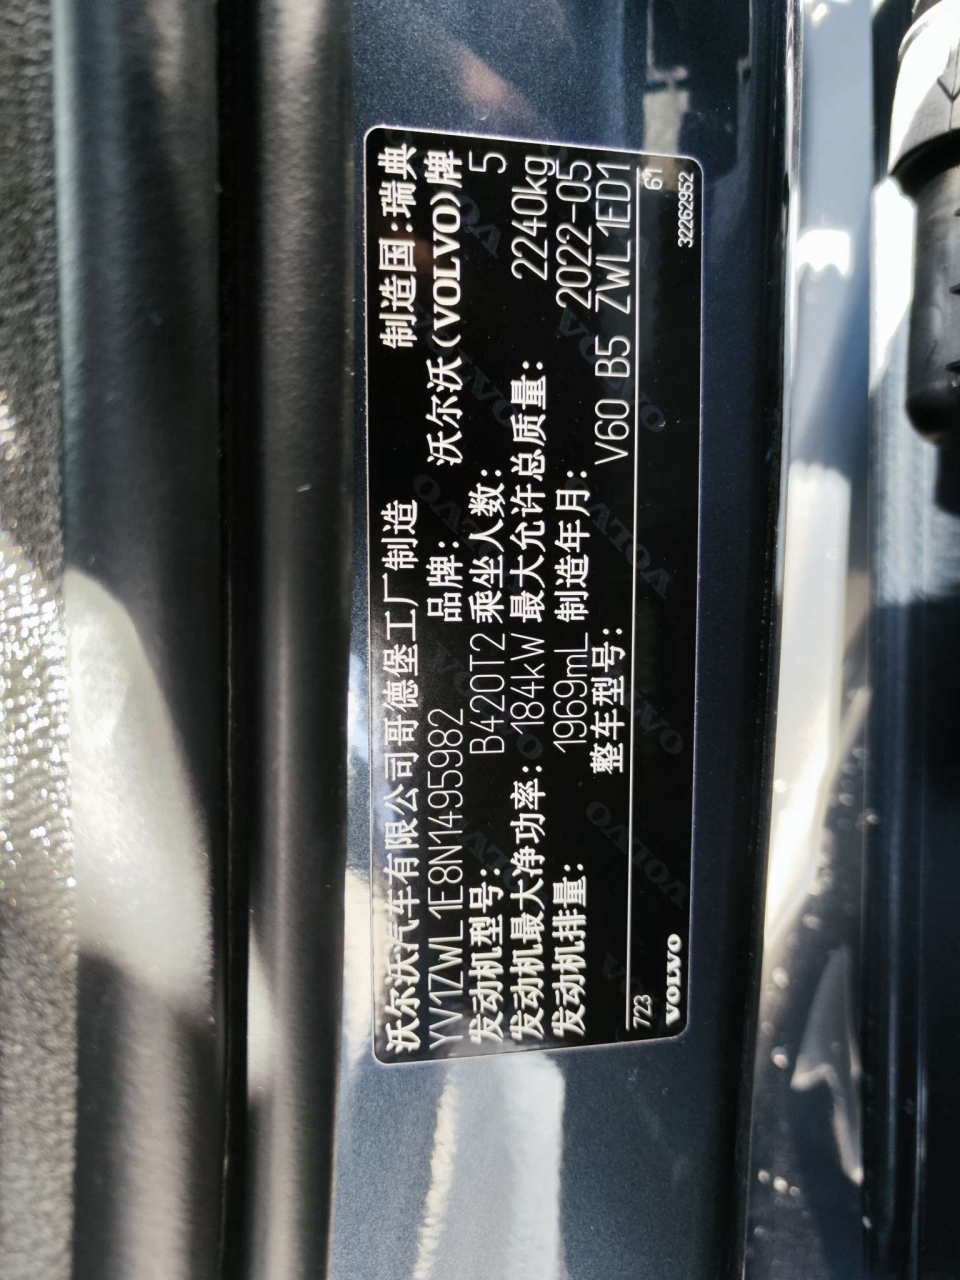 沃尔沃汽车有限公司哥德堡工厂制造 制造国：瑞典
YV1ZWL1E8N1495982 品牌： 沃尔沃(VOLVO)牌
发动机型号： B420T2 乘坐人数： 5
发动机最大净功率：184kW 最大允许总质量： 2240kg
发动机排量： 1969mL 制造年月： 2022-05
整车型号： V60 B5 ZWL1ED1
723 61
VOLVO 32262952